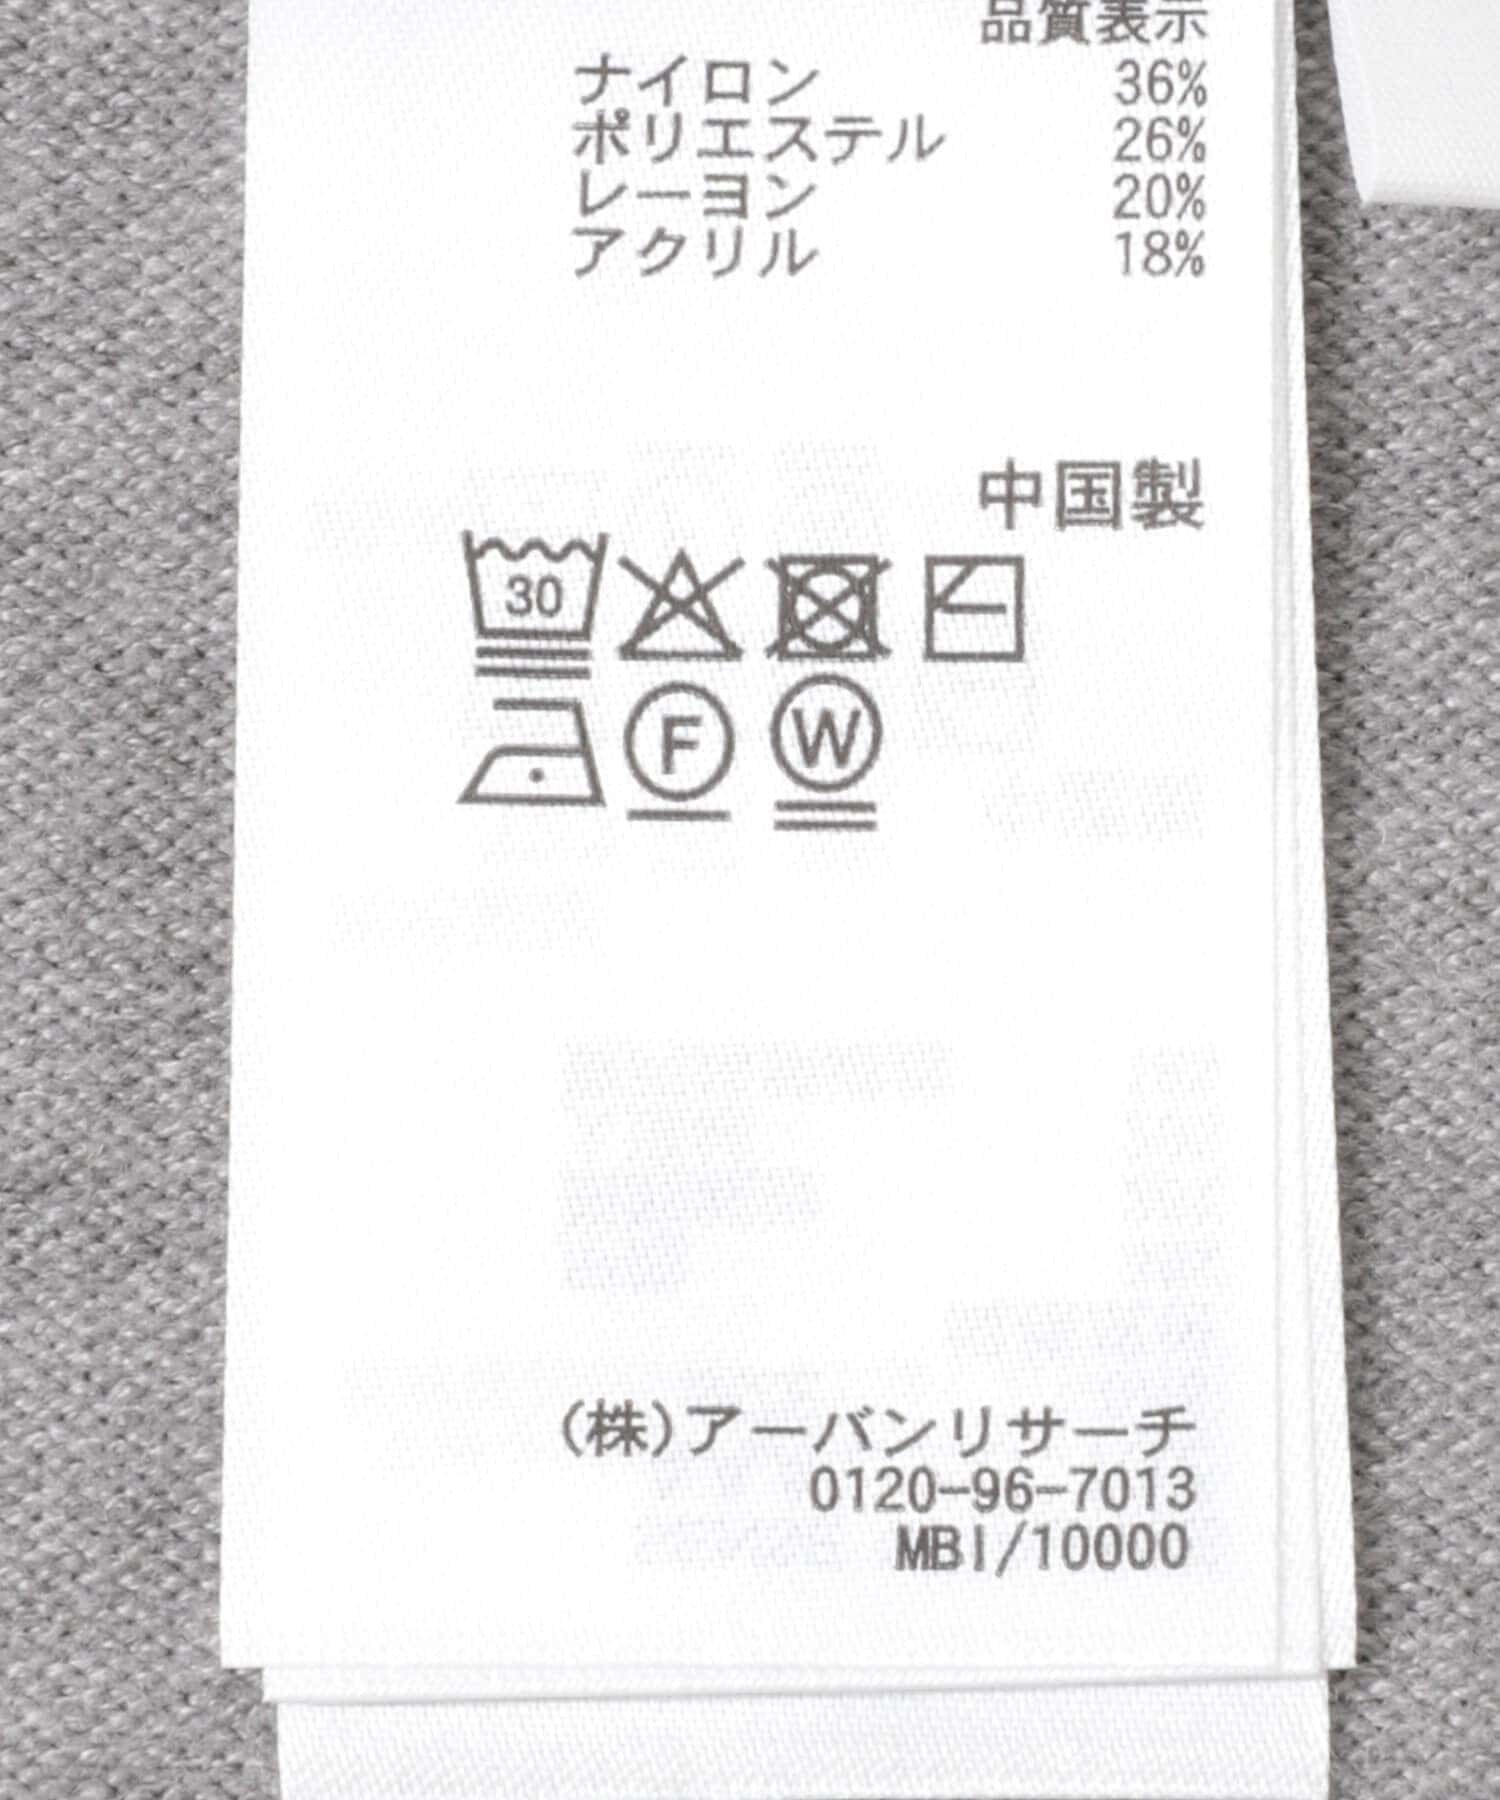 品質表示
ナイロン 36%
ポリエステル 26%
レーヨン 20%
アクリル 18%
中国製
30
F W
(株)アーバンリサーチ
0120-96-7013
MBI/10000